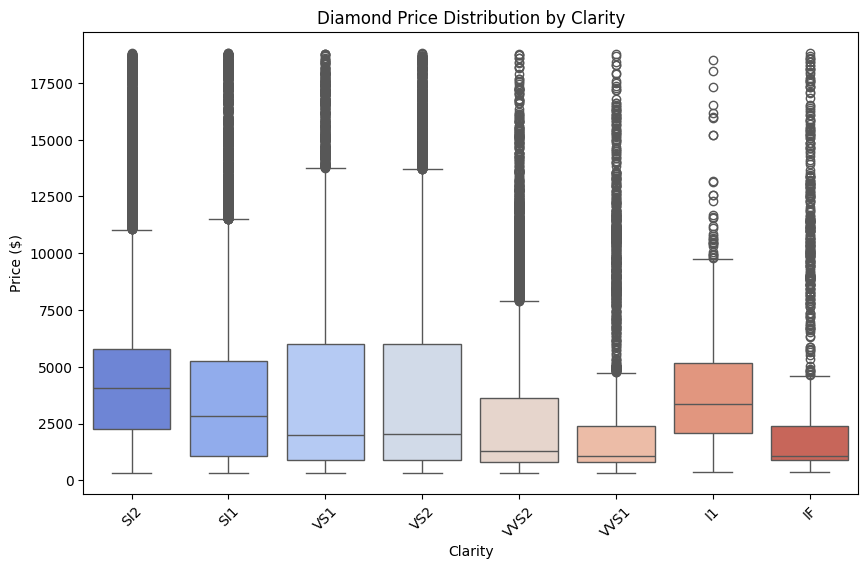 Diamond Price Distribution by Clarity
Price ($)
17500
15000
12500
10000
7500
5000
2500
0
SI2
SI1
VS1
VS2
VVS2
VVS1
I1
IF
Clarity